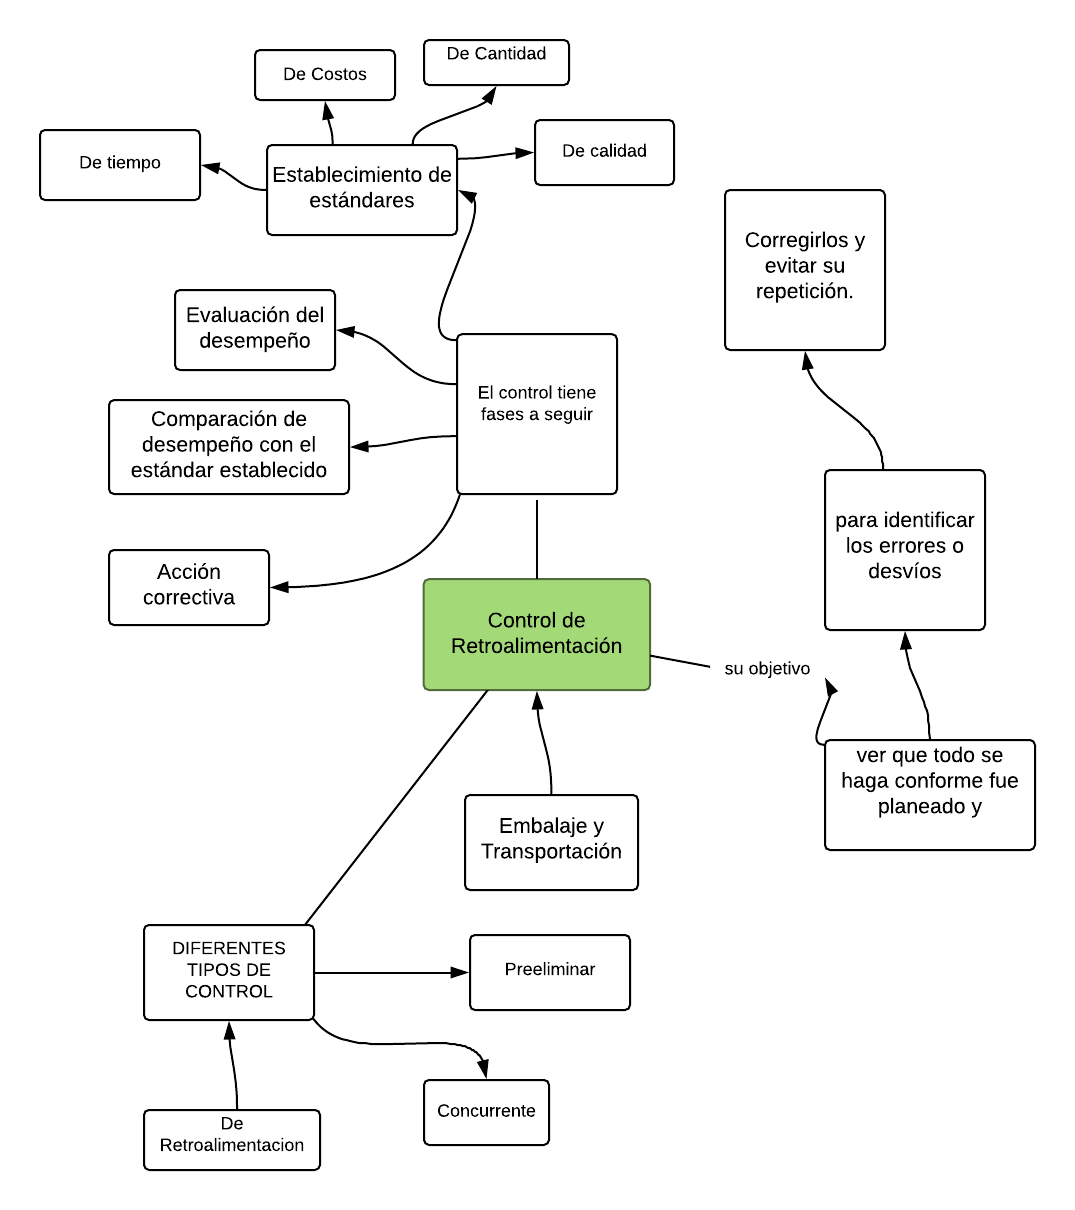 De Cantidad
De Costos
De calidad
De tiempo
Establecimiento de
estándares
Corregirlos y
evitar su
repetición.
Evaluación del
desempeño
El control tiene
fases a seguir
Comparación de
desempeño con el
estándar establecido
para identificar
los errores o
desvíos
Acción
correctiva
Control de
Retroalimentación
su objetivo
ver que todo se
haga conforme fue
planeado y
Embalaje y
Transportación
DIFERENTES
TIPOS DE
CONTROL
Preeliminar
Concurrente
De
Retroalimentacion